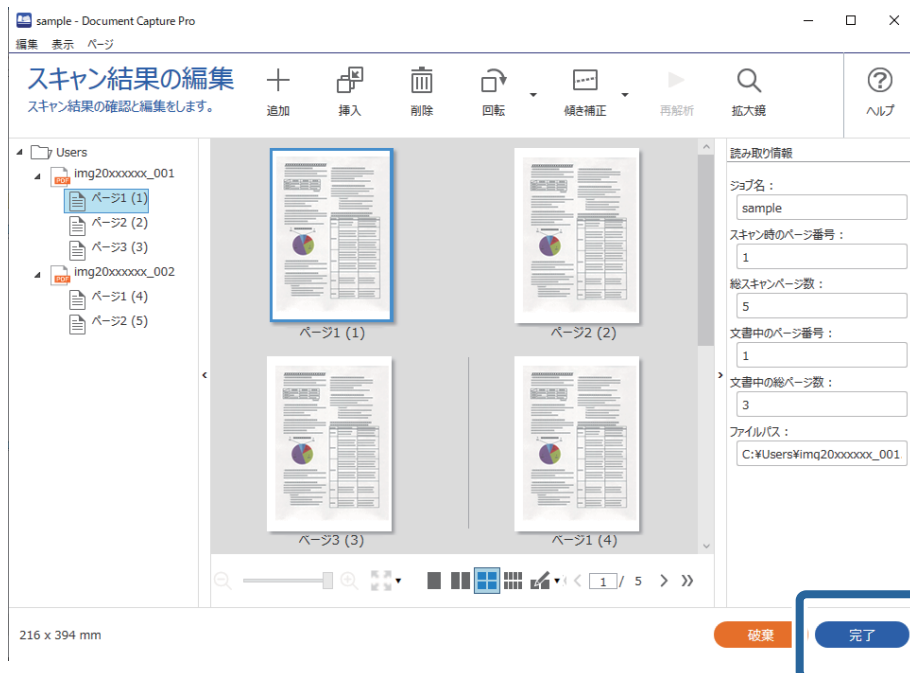 sample - Document Capture Pro
編集 表示 ページ
スキャン結果の編集
スキャン結果の確認と編集をします。
追加 挿入 削除 回転 傾き補正 再解析 拡大鏡 ヘルプ
Users
img20xxxxxx_001
PDF
ページ1 (1)
ページ2 (2)
ページ3 (3)
img20xxxxxx_002
PDF
ページ1 (4)
ページ2 (5)
ページ1 (1)
ページ2 (2)
ページ3 (3)
ページ1 (4)
読み取り情報
ジョブ名：
sample
スキャン時のページ番号：
1
総スキャンページ数：
5
文書中のページ番号：
1
文書中の総ページ数：
3
ファイルパス：
C:¥Users¥img20xxxxxx_001
1 / 5
216 x 394 mm
破棄
完了